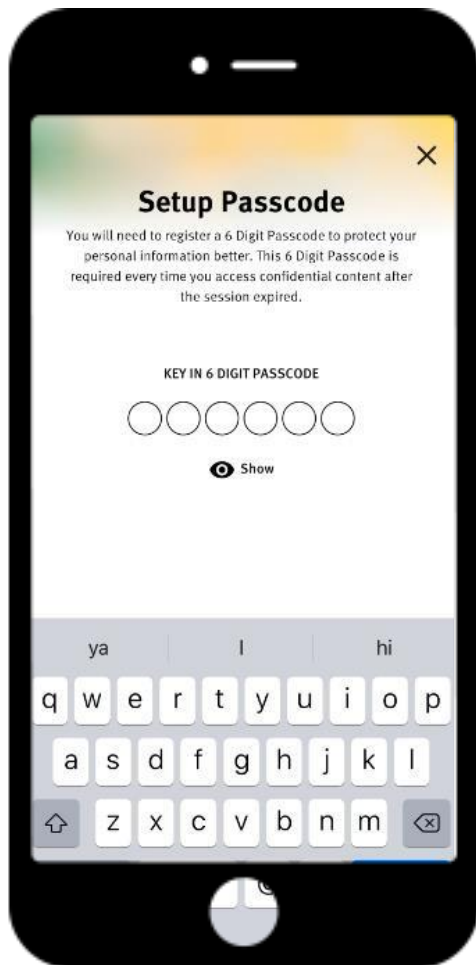 Setup Passcode
You will need to register a 6 Digit Passcode to protect your
personal information better. This 6 Digit Passcode is
required every time you access confidential content after
the session expired.
KEY IN 6 DIGIT PASSCODE
Show
ya I hi
q w e r t y u i o p
a s d f g h j k l
z x c v b n m